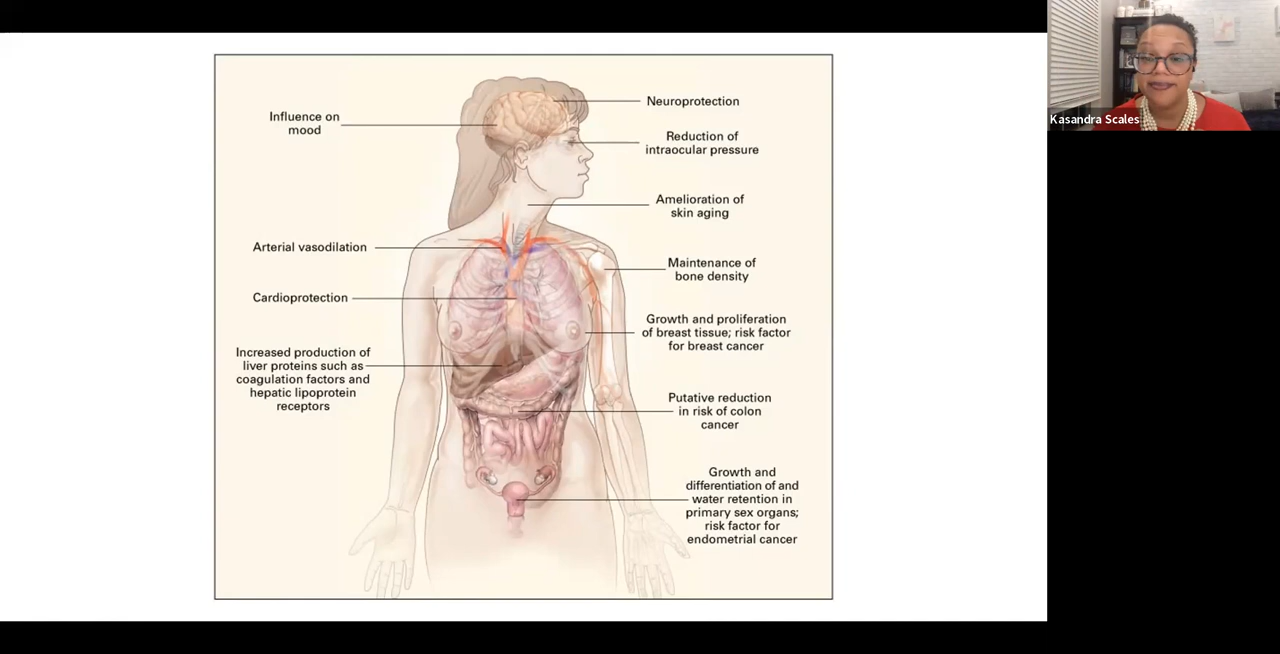 Influence on
mood
Arterial vasodilation
Cardioprotection
Increased production of
liver proteins such as
coagulation factors and
hepatic lipoprotein
receptors
Neuroprotection
Reduction of
intraocular pressure
Amelioration of
skin aging
Maintenance of
bone density
Growth and proliferation
of breast tissue; risk factor
for breast cancer
Putative reduction
in risk of colon
cancer
Growth and
differentiation of and
water retention in
primary sex organs;
risk factor for
endometrial cancer
Kasandra Scales